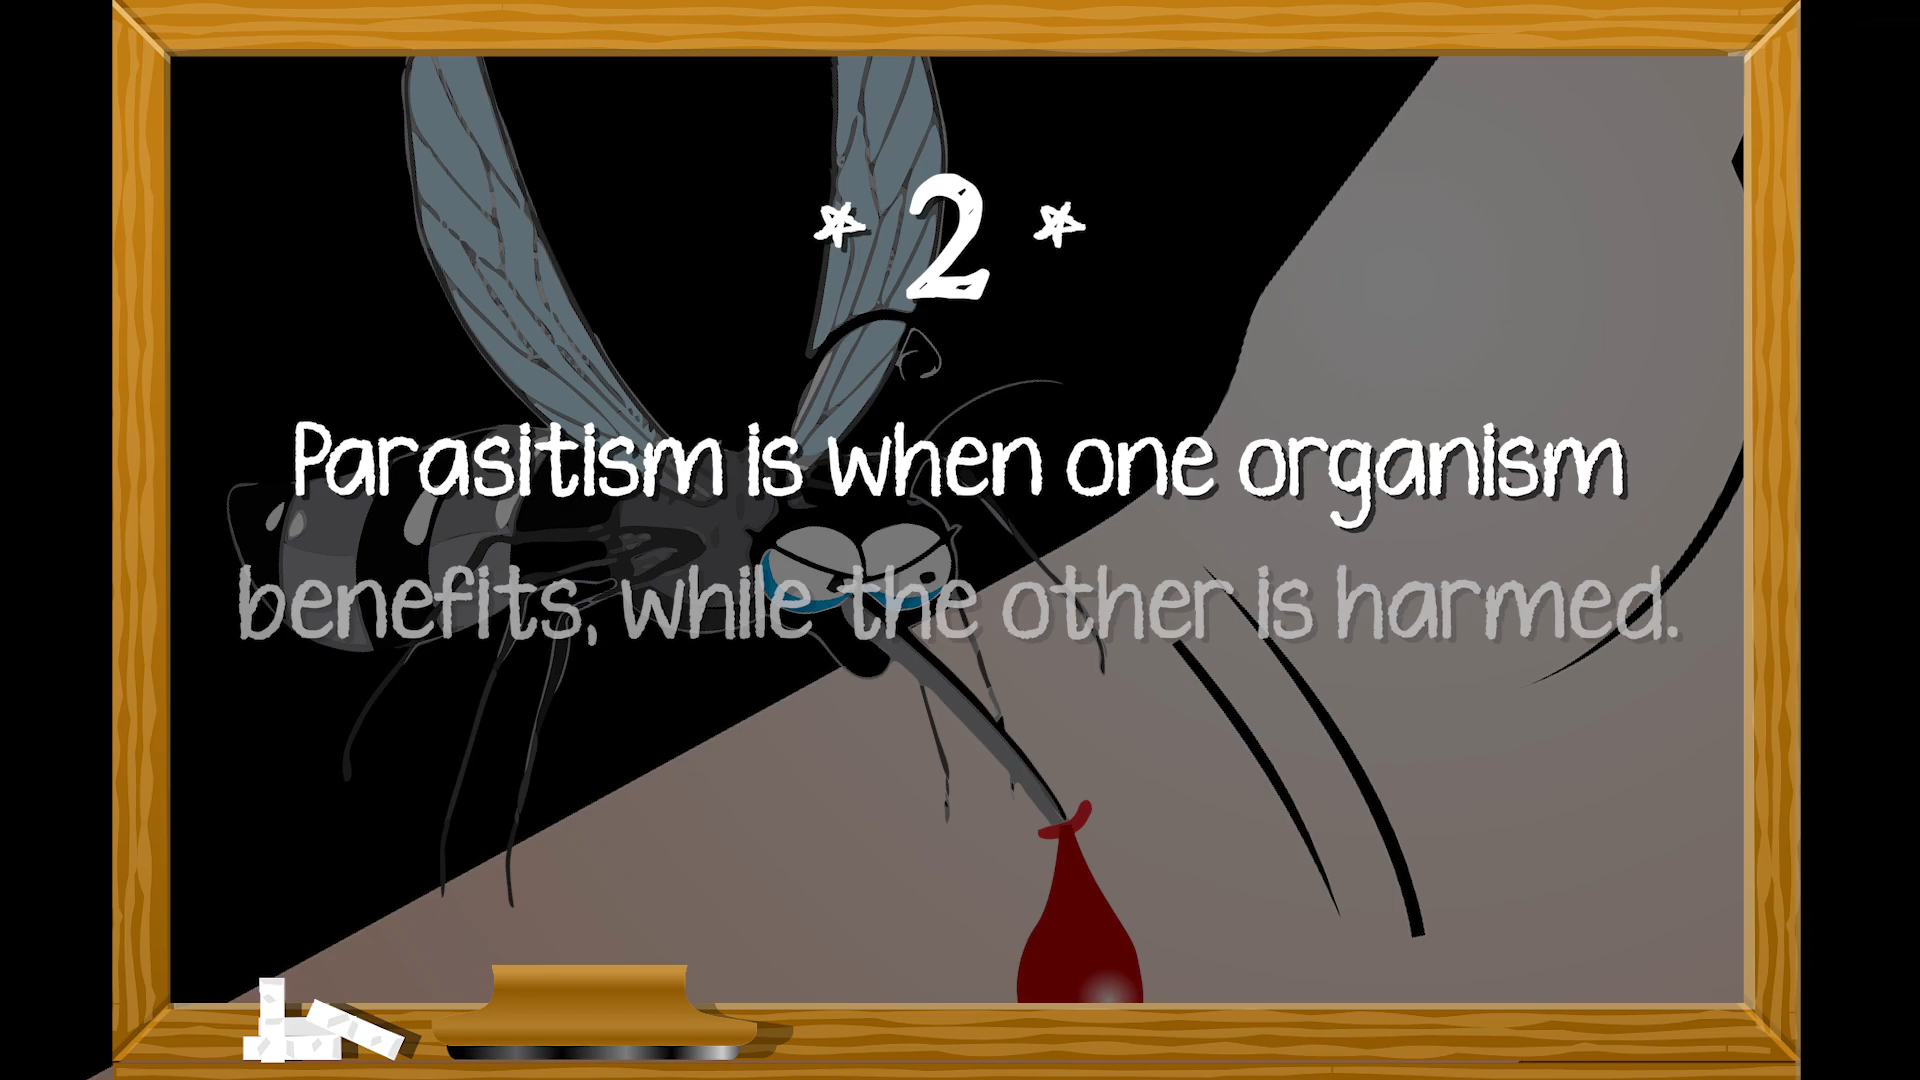 * 2 *
Parasitism is when one organism
benefits, while the other is harmed.